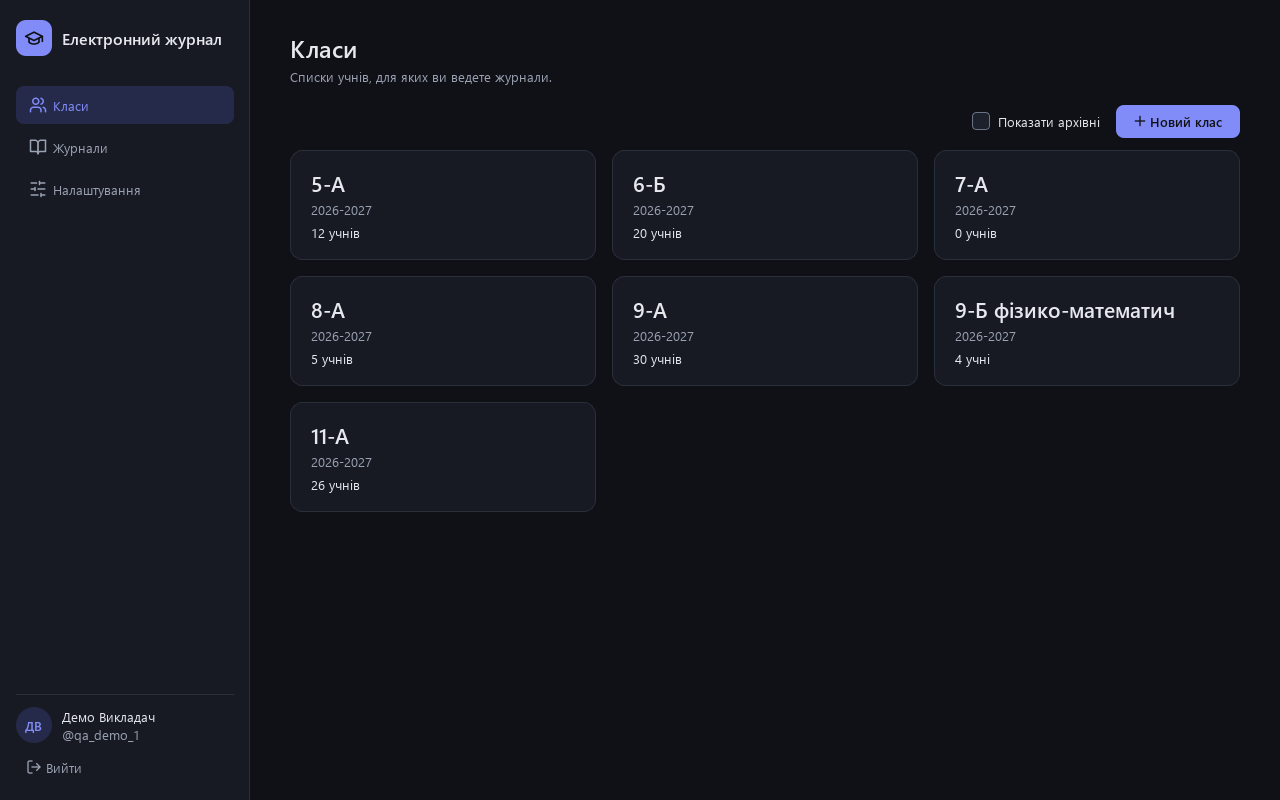 Електронний журнал
Класи
Журнали
Налаштування
Класи
Списки учнів, для яких ви ведете журнали.
Показати архівні
Новий клас
5-А
2026-2027
12 учнів
6-Б
2026-2027
20 учнів
7-А
2026-2027
0 учнів
8-А
2026-2027
5 учнів
9-А
2026-2027
30 учнів
9-Б фізико-математич
2026-2027
4 учні
11-А
2026-2027
26 учнів
ДВ
Демо Викладач
@qa_demo_1
Вийти